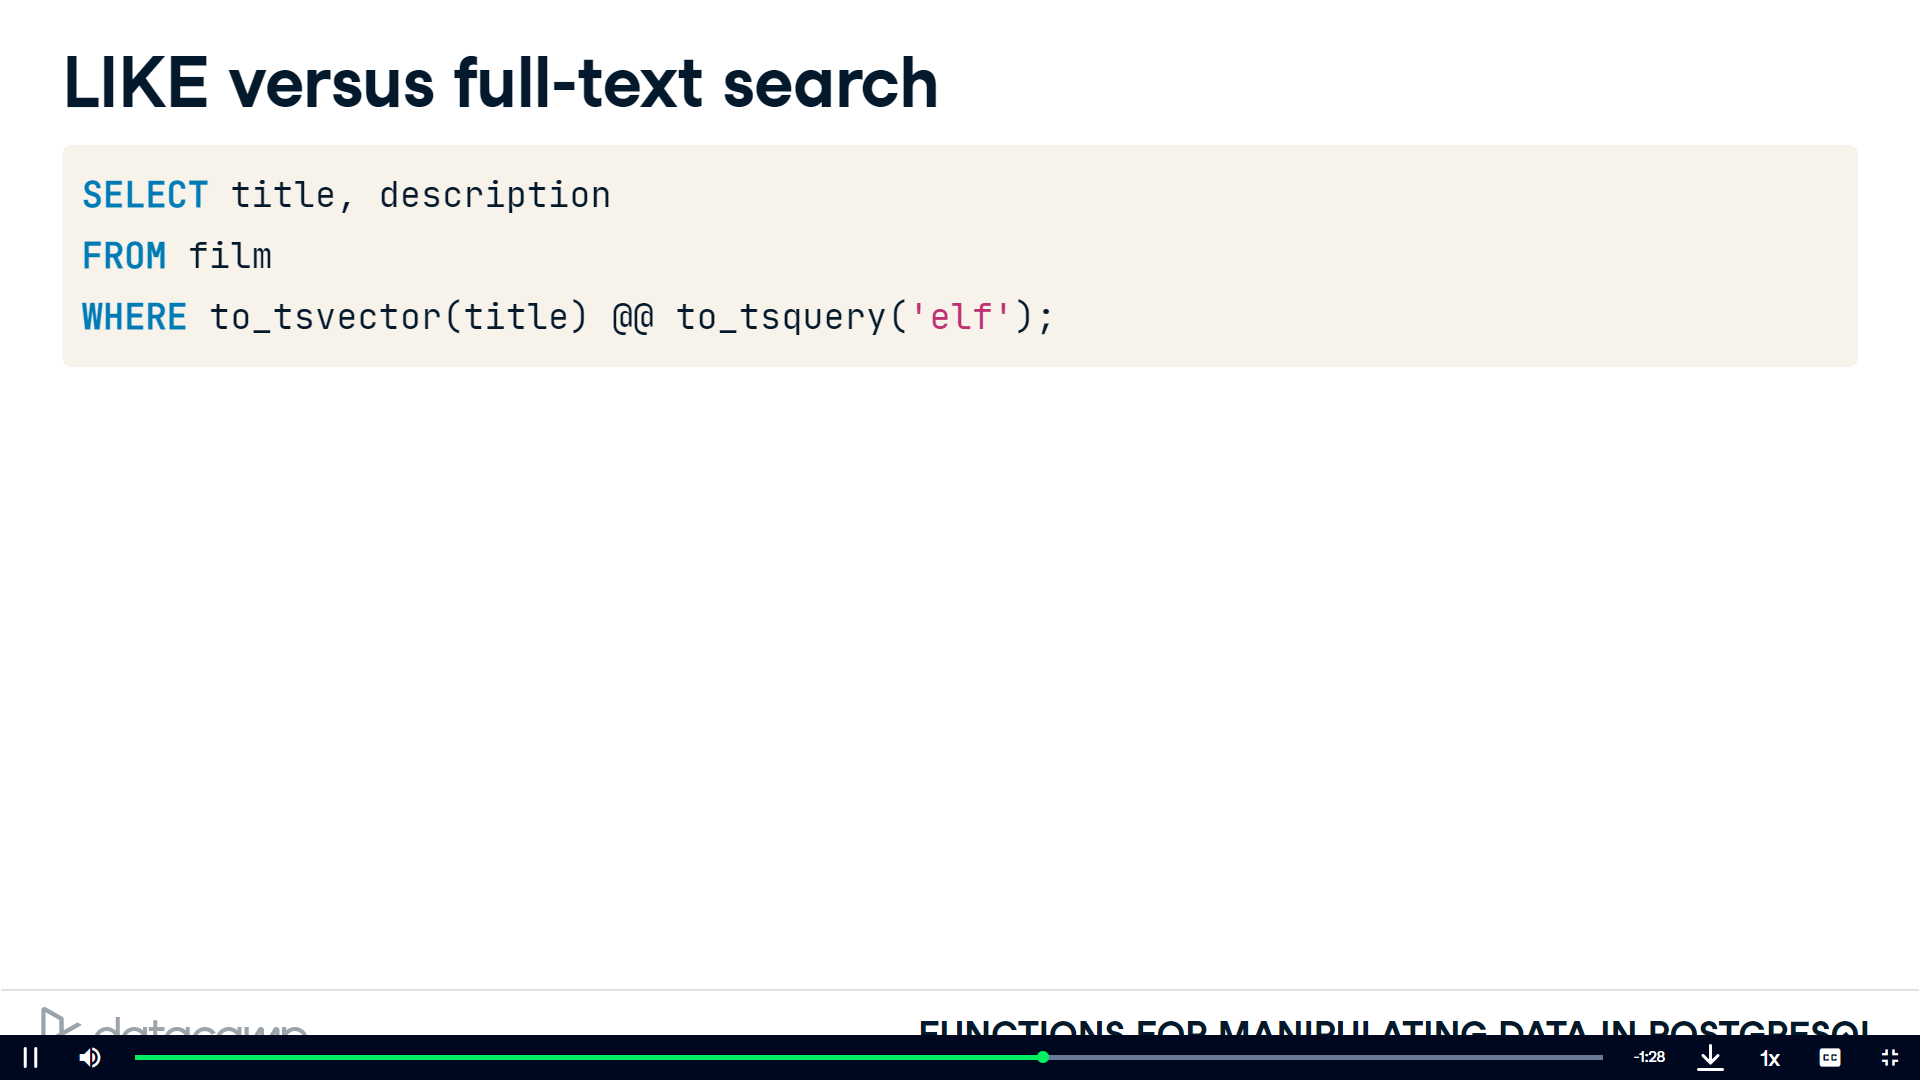 LIKE versus full-text search
SELECT title, description
FROM film
WHERE to_tsvector(title) @@ to_tsquery('elf');
datacamp
FUNCTIONS FOR MANIPULATING DATA IN POSTGRESQL
-1:28
1x
CC